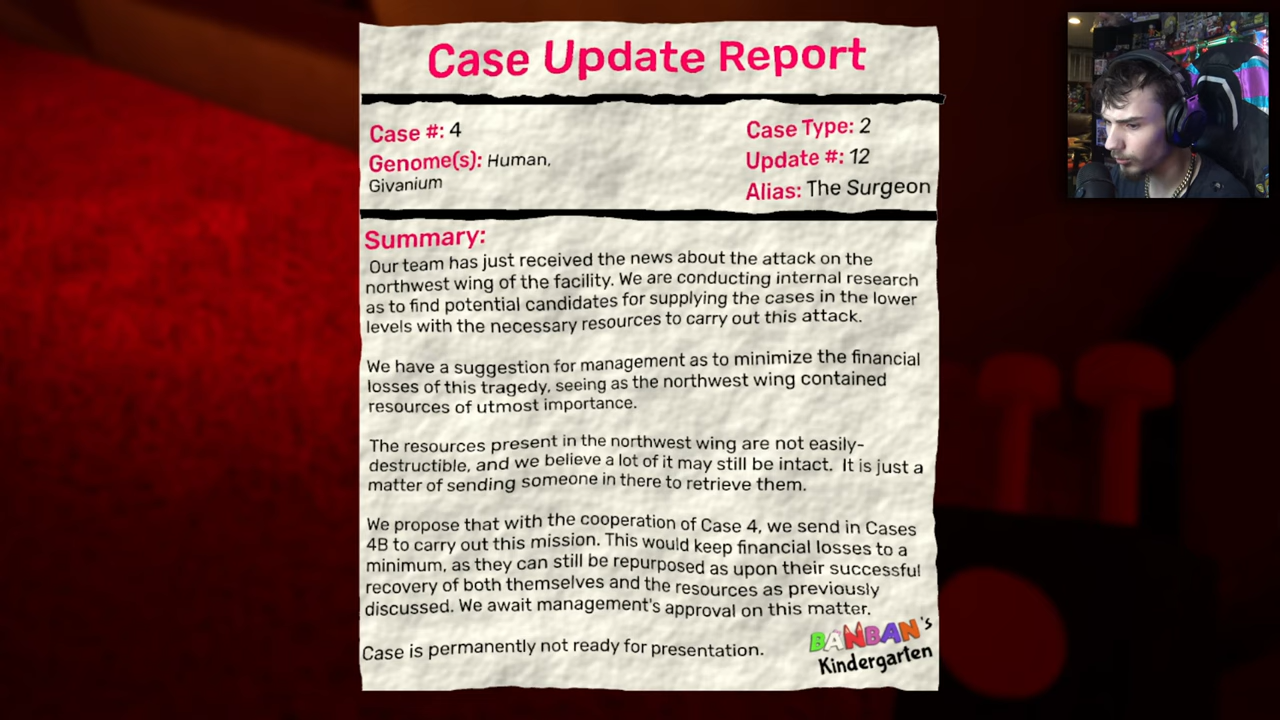 Case Update Report
Case #: 4
Genome(s): Human,
Givanium
Case Type: 2
Update #: 12
Alias: The Surgeon
Summary:
Our team has just received the news about the attack on the
northwest wing of the facility. We are conducting internal research
as to find potential candidates for supplying the cases in the lower
levels with the necessary resources to carry out this attack.
We have a suggestion for management as to minimize the financial
losses of this tragedy, seeing as the northwest wing contained
resources of utmost importance.
The resources present in the northwest wing are not easily-
destructible, and we believe a lot of it may still be intact. It is just a
matter of sending someone in there to retrieve them.
We propose that with the cooperation of Case 4, we send in Cases
4B to carry out this mission. This would keep financial losses to a
minimum, as they can still be repurposed as upon their successful
recovery of both themselves and the resources as previously
discussed. We await management's approval on this matter.
Case is permanently not ready for presentation.
BANBAN's
Kindergarten